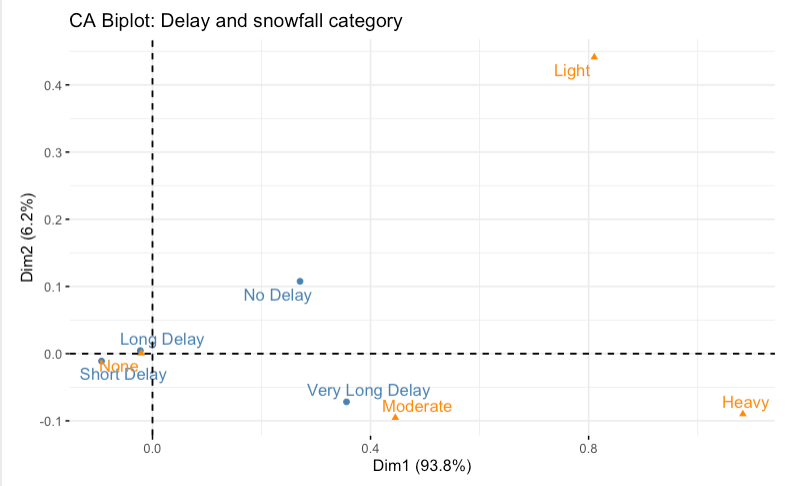 CA Biplot: Delay and snowfall category
Light
0.4
0.3
0.2
Dim2 (6.2%)
0.1
No Delay
Long Delay
0.0
None
Short Delay
Very Long Delay
Moderate
Heavy
-0.1
0.0 0.4 0.8
Dim1 (93.8%)